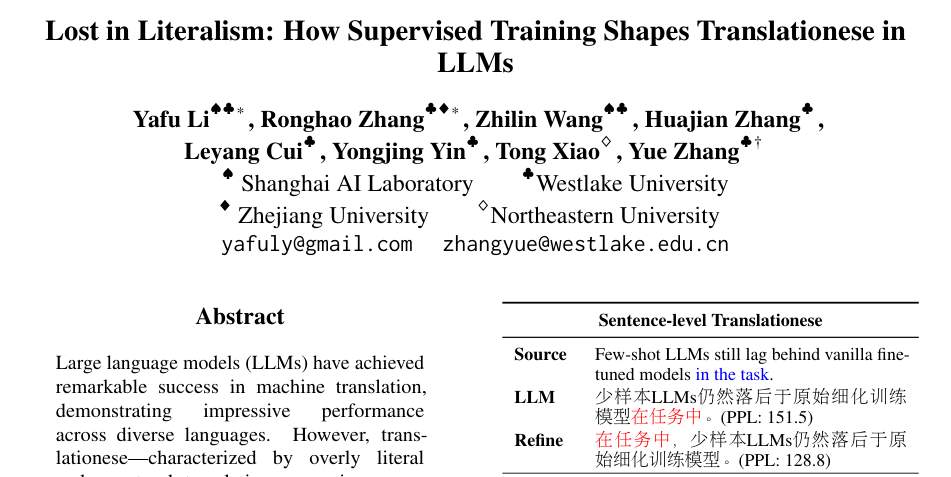 Lost in Literalism: How Supervised Training Shapes Translationese in
LLMs
Yafu Li♠♣*, Ronghao Zhang♣♦*, Zhilin Wang♠♣, Huajian Zhang♣,
Leyang Cui♣, Yongjing Yin♣, Tong Xiao♢, Yue Zhang♣†
♠ Shanghai AI Laboratory ♣Westlake University
♦ Zhejiang University ♢Northeastern University
yafuly@gmail.com zhangyue@westlake.edu.cn
Abstract
Large language models (LLMs) have achieved
remarkable success in machine translation,
demonstrating impressive performance
across diverse languages. However, trans-
lationese—characterized by overly literal
Sentence-level Translationese
Source Few-shot LLMs still lag behind vanilla fine-
tuned models in the task.
LLM 少样本LLMs仍然落后于原始细化训练
模型在任务中。(PPL: 151.5)
Refine 在任务中，少样本LLMs仍然落后于原
始细化训练模型。(PPL: 128.8)